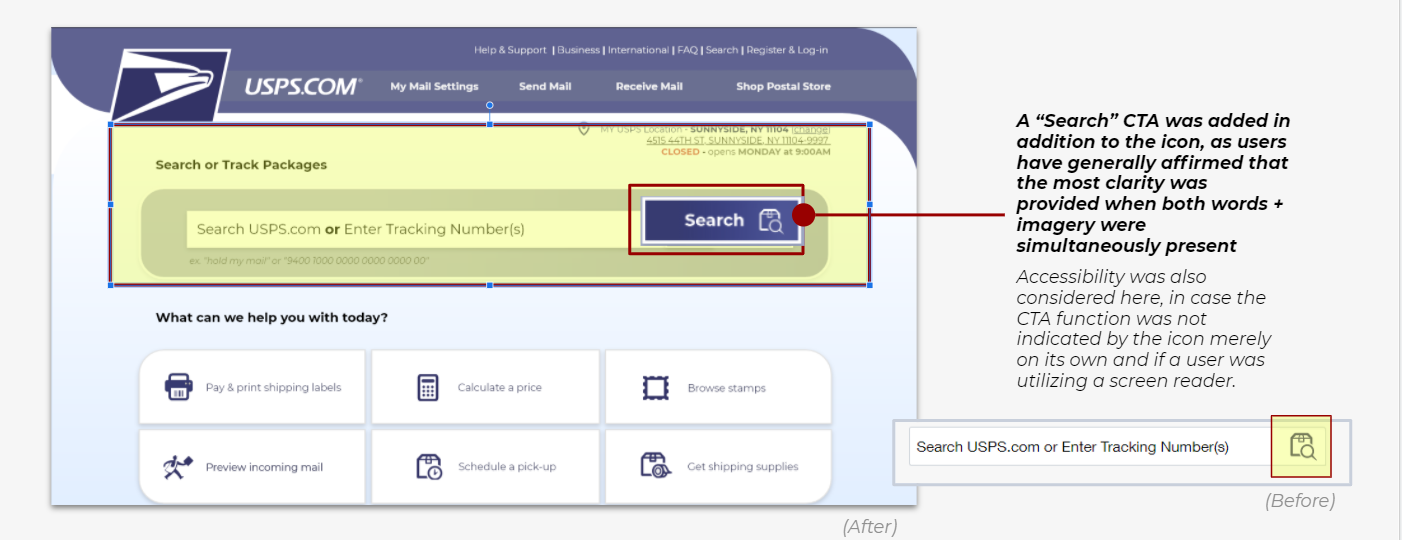 Help & Support | Business | International | FAQ | Search | Register & Log-in
USPS.COM®
My Mail Settings
Send Mail
Receive Mail
Shop Postal Store
MY USPS Location - SUNNYSIDE, NY 11104 (change)
4515 44TH ST, SUNNYSIDE, NY 11104-9997
CLOSED - opens MONDAY at 9:00AM
Search or Track Packages
Search USPS.com or Enter Tracking Number(s)
Search
ex. "hold my mail" or "9400 1000 0000 0000 0000 00"
What can we help you with today?
Pay & print shipping labels
Calculate a price
Browse stamps
Preview incoming mail
Schedule a pick-up
Get shipping supplies
(After)
A “Search” CTA was added in
addition to the icon, as users
have generally affirmed that
the most clarity was
provided when both words +
imagery were
simultaneously present
Accessibility was also
considered here, in case the
CTA function was not
indicated by the icon merely
on its own and if a user was
utilizing a screen reader.
Search USPS.com or Enter Tracking Number(s)
(Before)